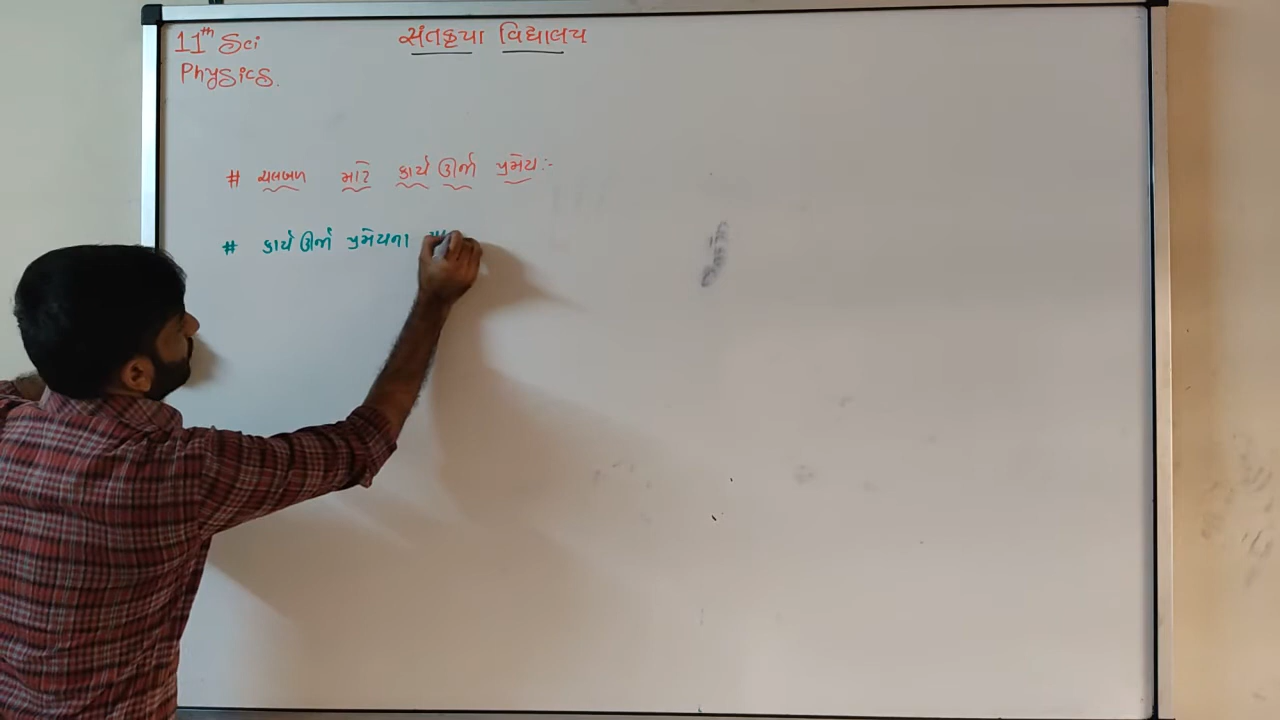 11th Sci
સંતકૃપા વિદ્યાલય
Physics.
# ચલબળ માટે કાર્ય ઊર્જા પ્રમેય :-
# કાર્ય ઊર્જા પ્રમેયના